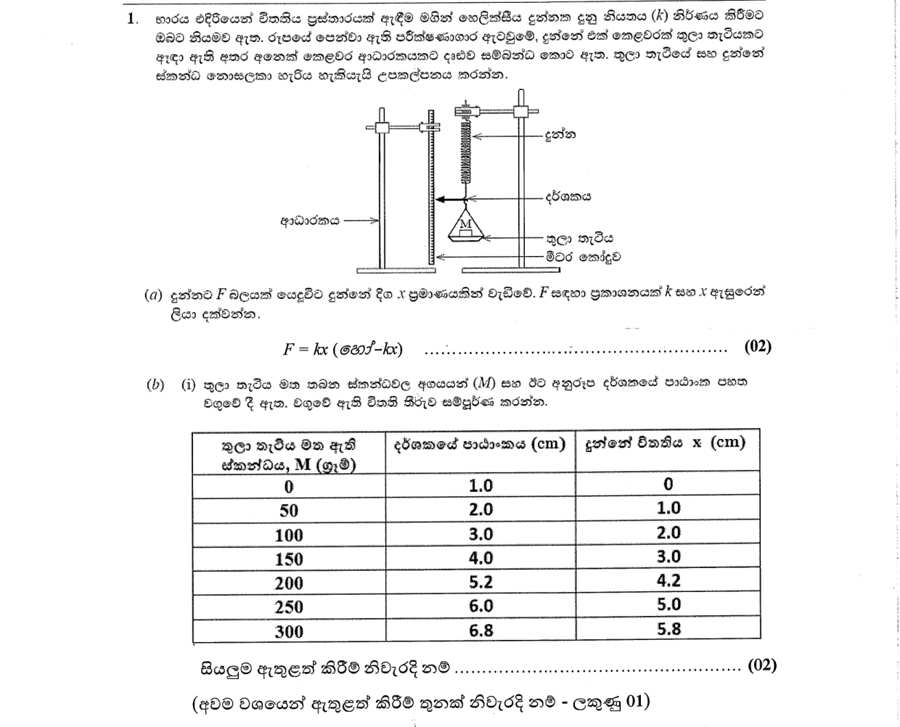 1. භාරය එදිරියෙන් විතතිය ප්‍රස්තාරයක් ඇඳීම මගින් හෙලික්සීය දුන්නක දුනු නියතය (k) නිර්ණය කිරීමට
ඔබට නියමව ඇත. රූපයේ පෙන්වා ඇති පරීක්ෂණාගාර ඇටවුමේ, දුන්නේ එක් කෙළවරක් තුලා තැටියකට
ඈඳා ඇති අතර අනෙක් කෙළවර ආධාරකයකට දෘඪව සම්බන්ධ කොට ඇත. තුලා තැටියේ සහ දුන්නේ
ස්කන්ධ නොසලකා හැරිය හැකියැයි උපකල්පනය කරන්න.
දුන්න
දර්ශකය
ආධාරකය
M
තුලා තැටිය
මීටර කෝදුව
(a) දුන්නට F බලයක් යෙදූවිට දුන්නේ දිග x ප්‍රමාණයකින් වැඩිවේ. F සඳහා ප්‍රකාශනයක් k සහ x ඇසුරෙන්
ලියා දක්වන්න.
F = kx (හෝ –kx) .................................................... (02)
(b) (i) තුලා තැටිය මත තබන ස්කන්ධවල අගයයන් (M) සහ ඊට අනුරූප දර්ශකයේ පාඨාංක පහත
වගුවේ දී ඇත. වගුවේ ඇති විතති තීරුව සම්පූර්ණ කරන්න.
තුලා තැටිය මත ඇති දර්ශකයේ පාඨාංකය (cm) දුන්නේ විතතිය x (cm)
ස්කන්ධය, M (ග්‍රෑම්)
0 1.0 0
50 2.0 1.0
100 3.0 2.0
150 4.0 3.0
200 5.2 4.2
250 6.0 5.0
300 6.8 5.8
සියලුම ඇතුළත් කිරීම් නිවැරදි නම් .................................................. (02)
(අවම වශයෙන් ඇතුළත් කිරීම් තුනක් නිවැරදි නම් - ලකුණු 01)